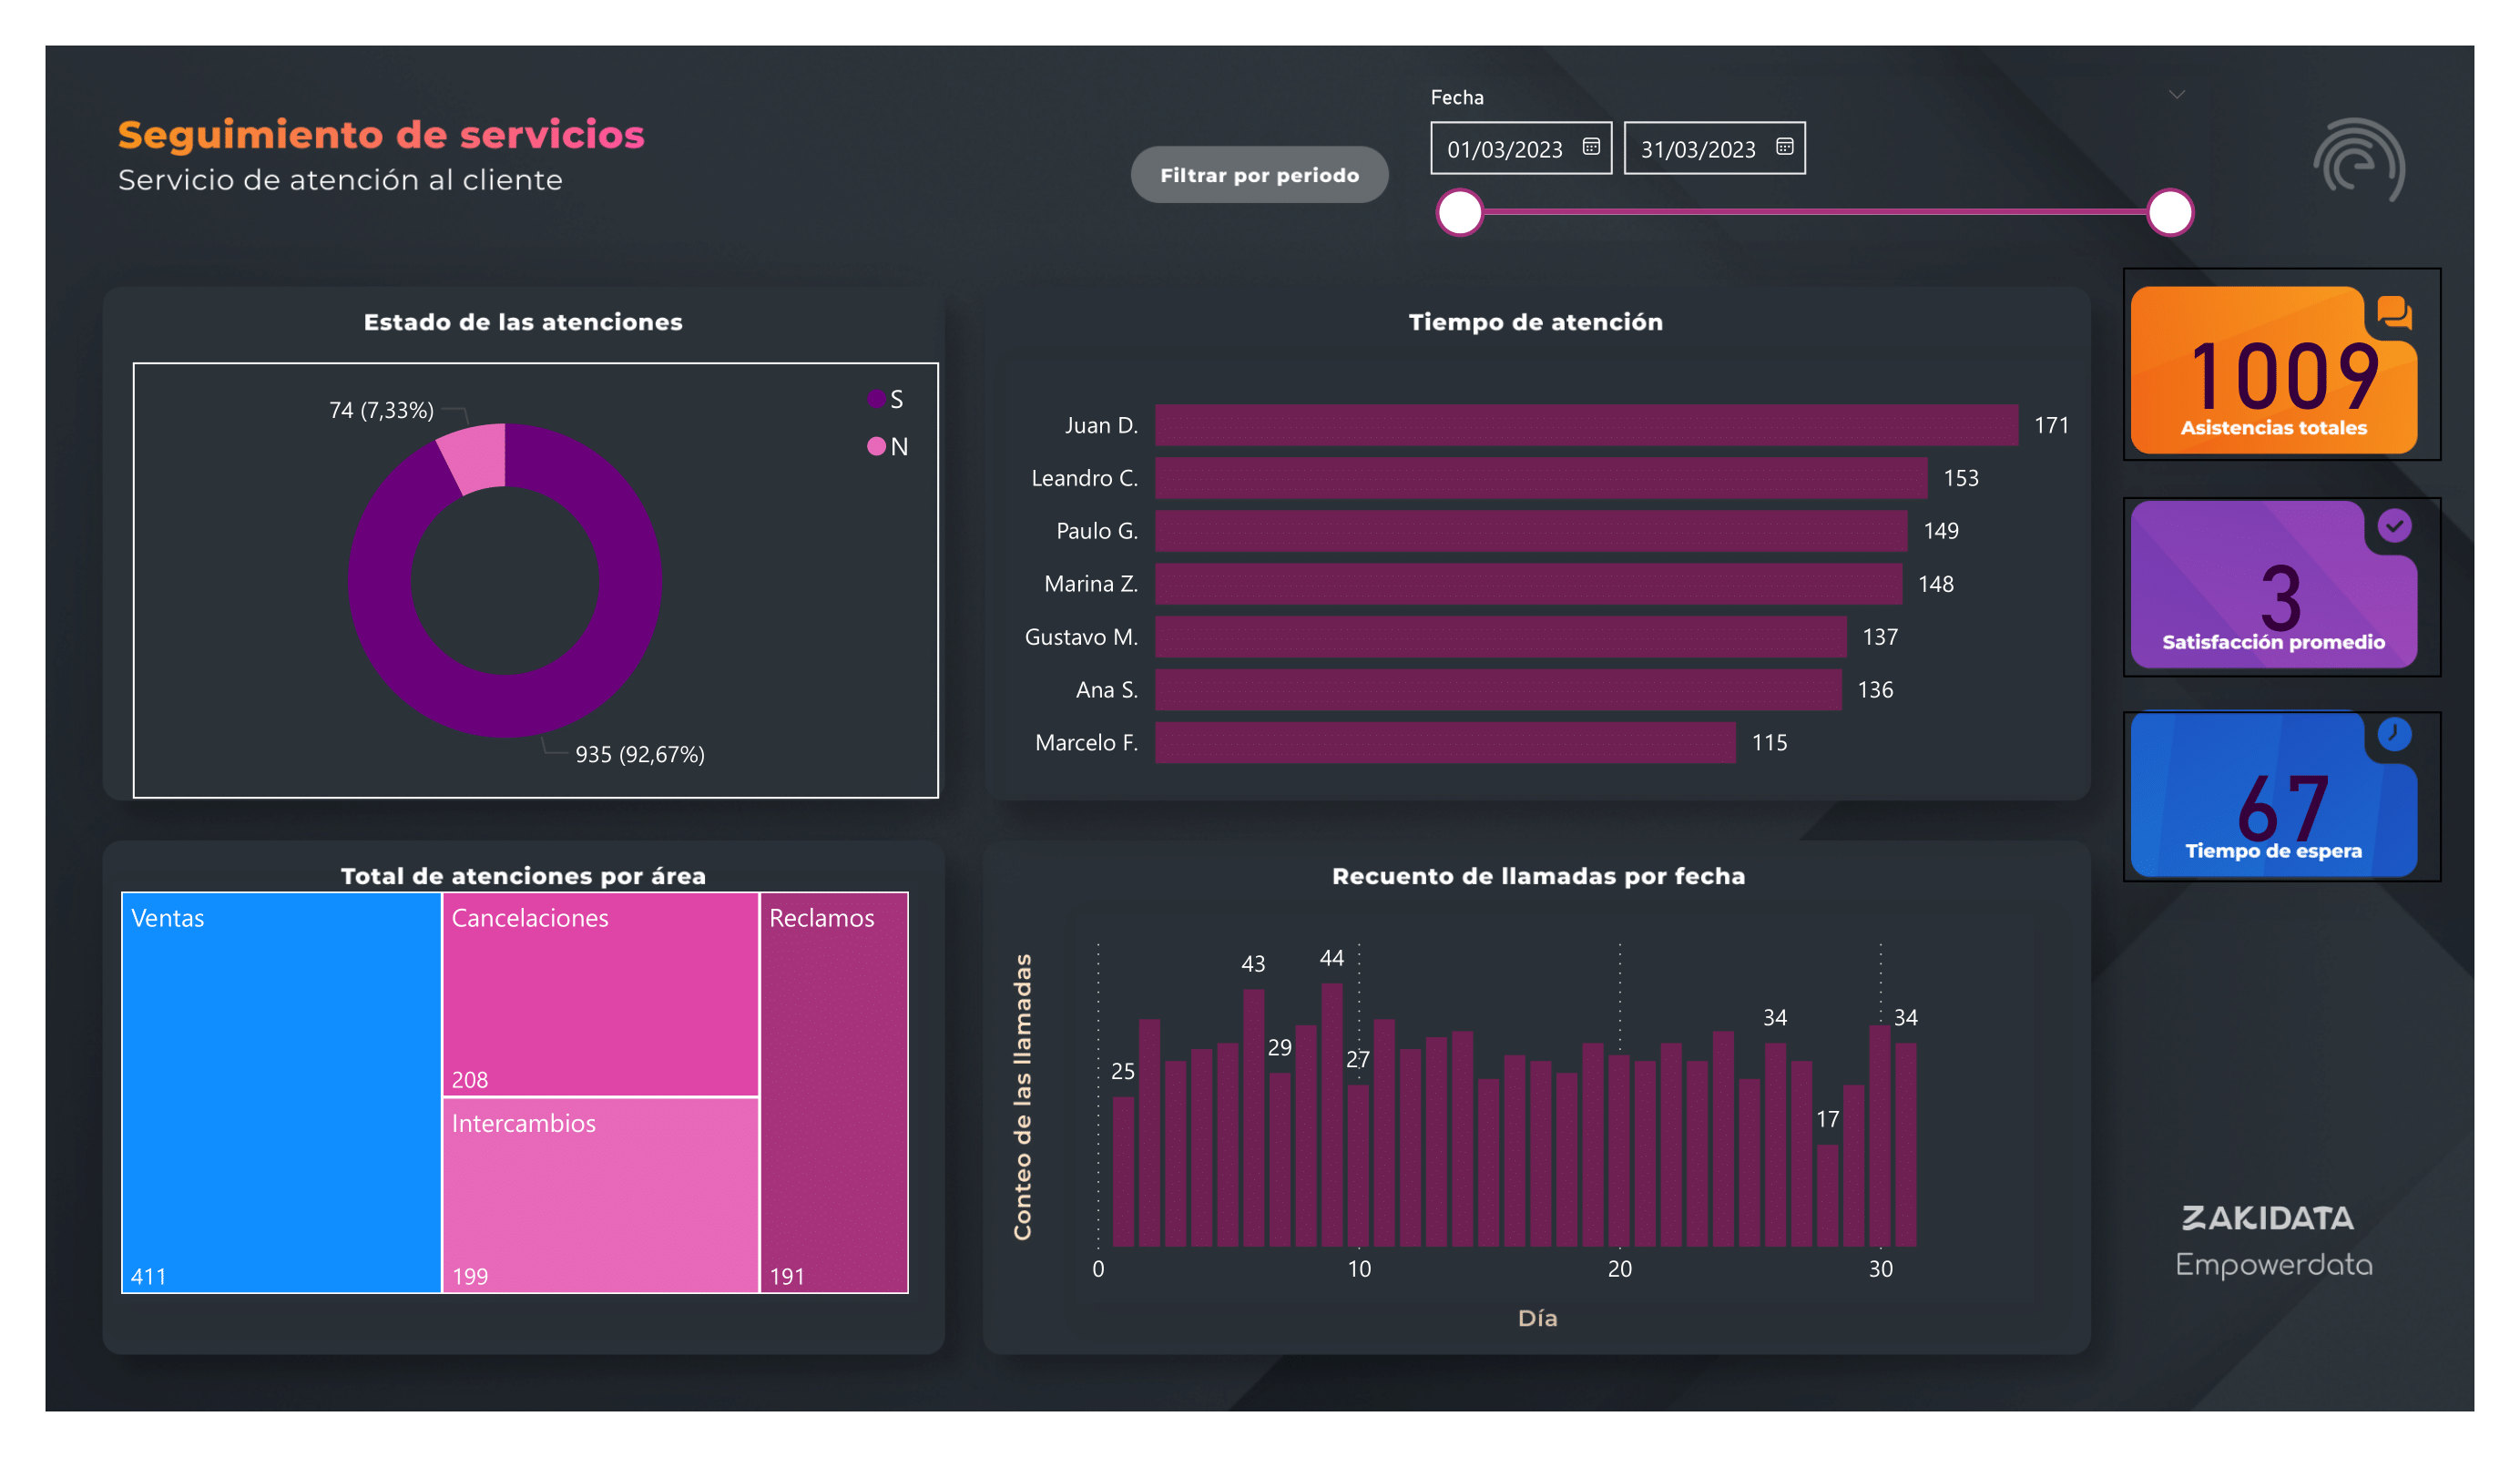 Seguimiento de servicios
Servicio de atención al cliente
Filtrar por periodo
Fecha
01/03/2023 31/03/2023
Estado de las atenciones
S
N
74 (7,33%)
935 (92,67%)
Tiempo de atención
Juan D. 171
Leandro C. 153
Paulo G. 149
Marina Z. 148
Gustavo M. 137
Ana S. 136
Marcelo F. 115
1009
Asistencias totales
3
Satisfacción promedio
67
Tiempo de espera
Total de atenciones por área
Ventas
411
Cancelaciones
208
Intercambios
199
Reclamos
191
Recuento de llamadas por fecha
Conteo de las llamadas
25 43 29 44 27 34 17 34
0 10 20 30
Día
ZAKIDATA
Empowerdata